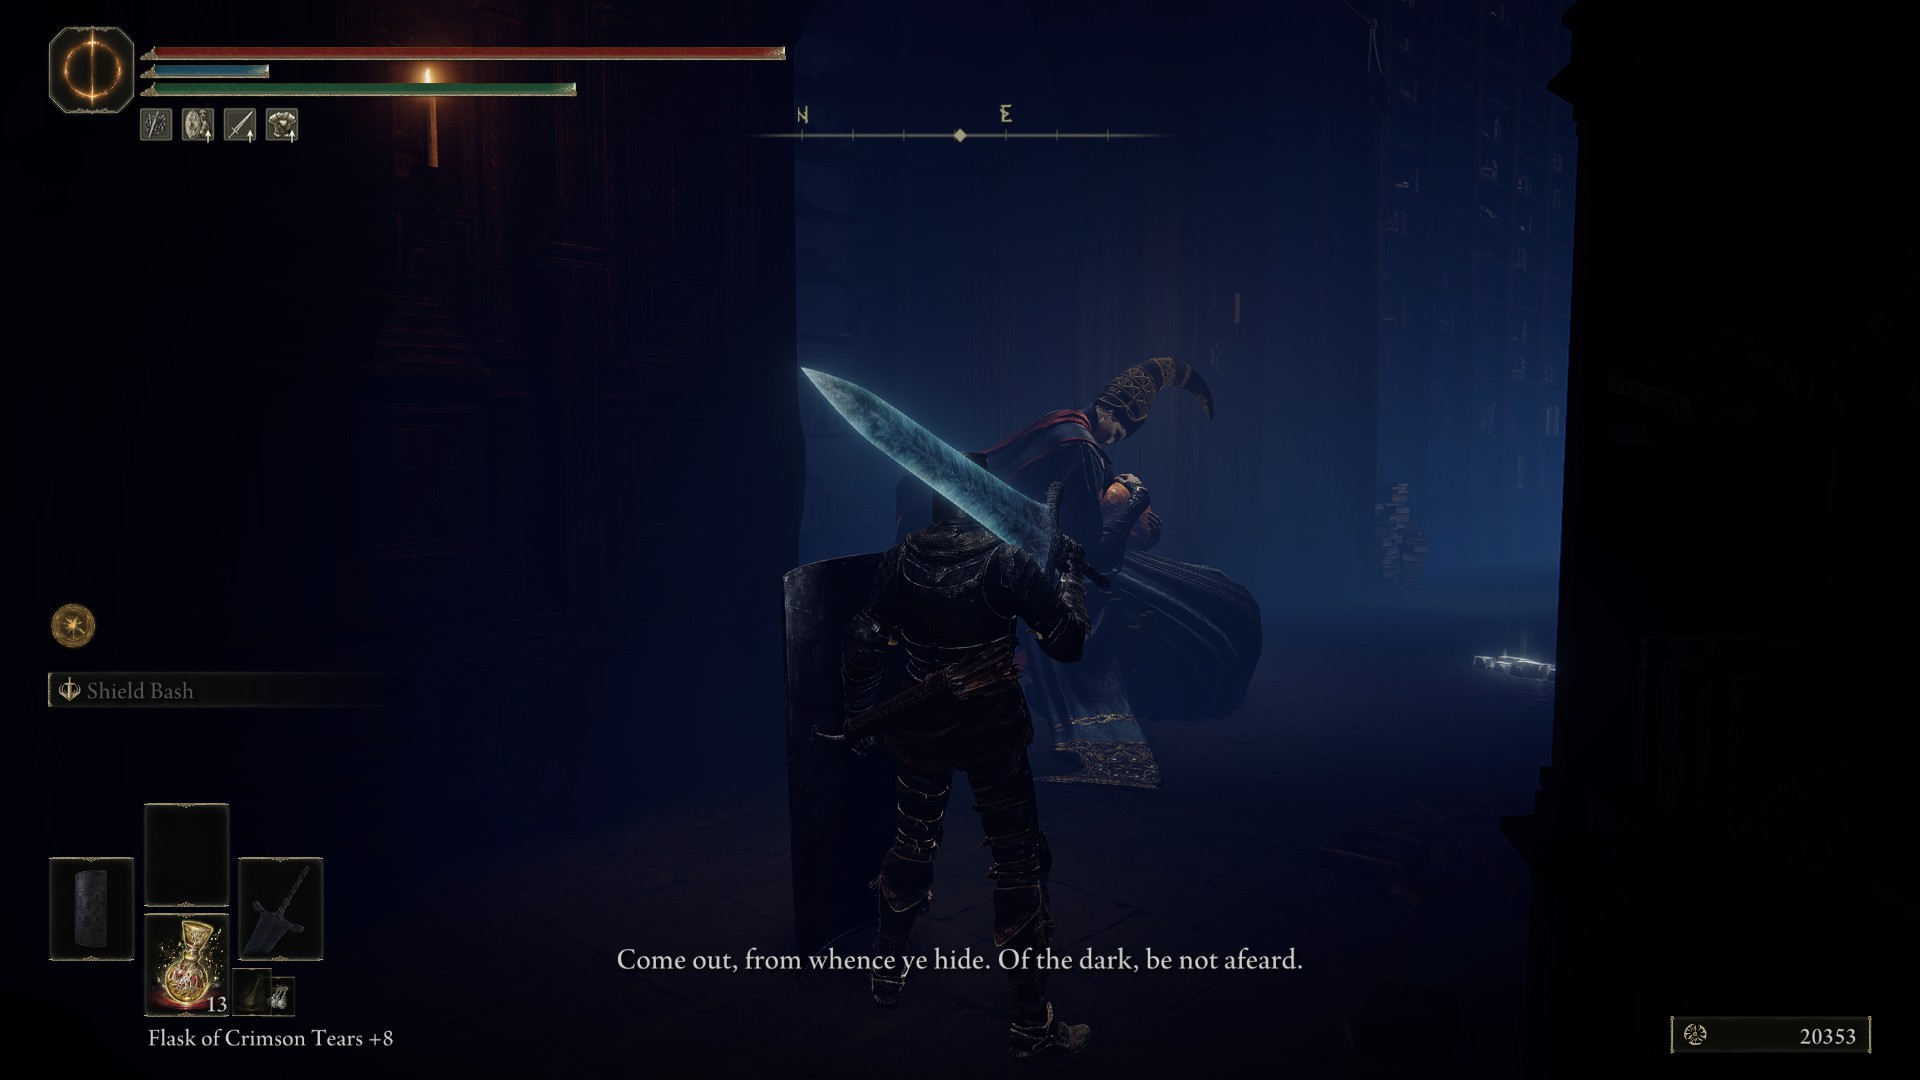 N E
Shield Bash
Come out, from whence ye hide. Of the dark, be not afeard.
13
Flask of Crimson Tears +8
20353